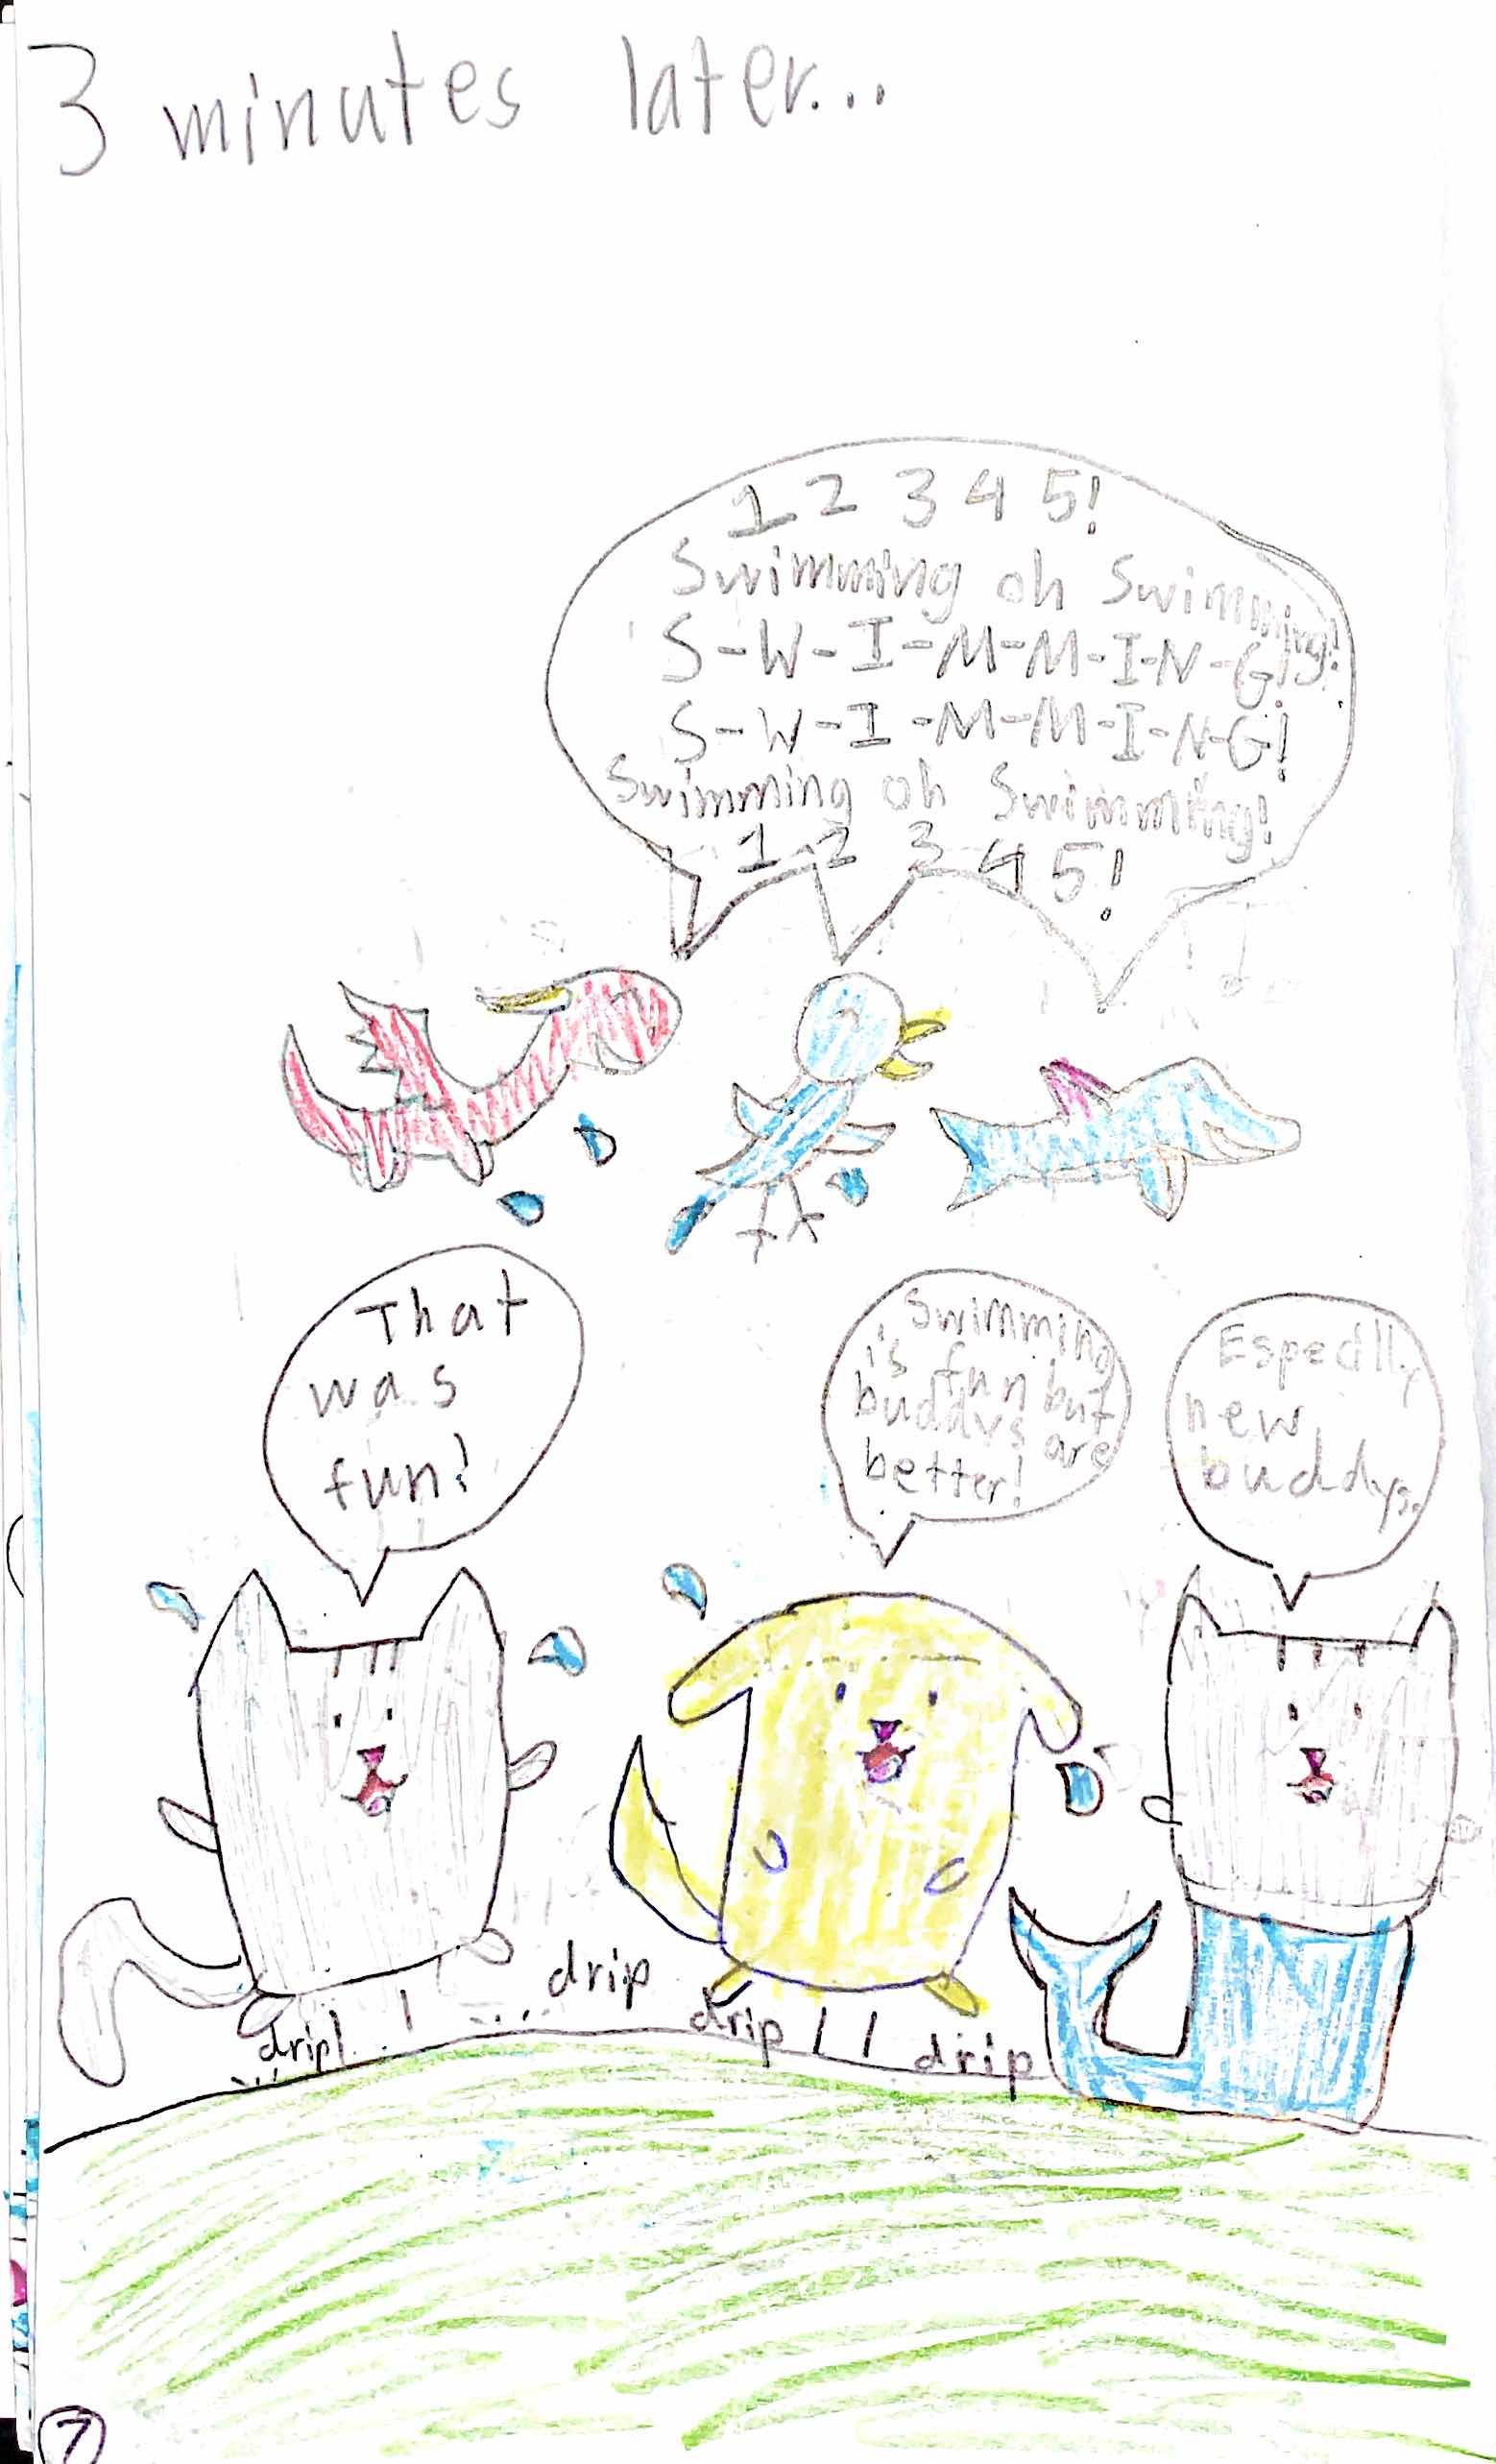 3 minutes later...
1 2 3 4 5!
Swimming oh Swimming!
S-W-I-M-M-I-N-G!
S-W-I-M-M-I-N-G!
Swimming oh Swimming!
1 2 3 4 5!
That
was
fun!
Swimming
is fun but
buddys are
better!
Especilly
new
buddys.
drip
drip
drip
drip
7